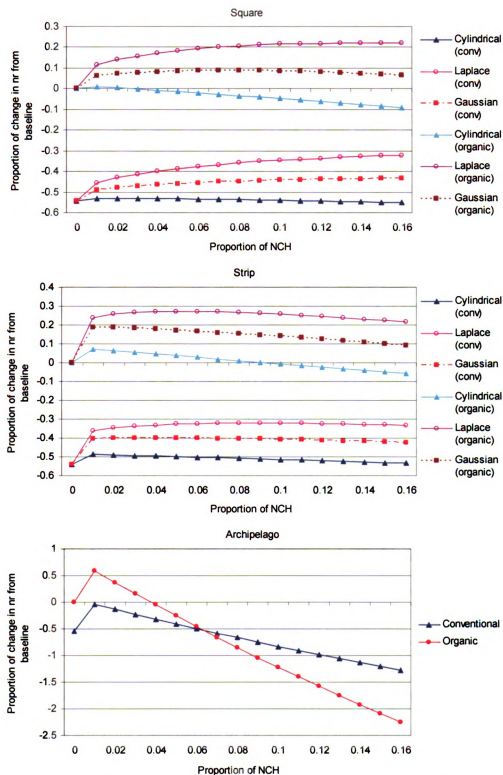 Square
Proportion of change in nr from
baseline
0.3
0.2
0.1
0
-0.1
-0.2
-0.3
-0.4
-0.5
-0.6
0 0.02 0.04 0.06 0.08 0.1 0.12 0.14 0.16
Proportion of NCH
Cylindrical
(conv)
Laplace
(conv)
Gaussian
(conv)
Cylindrical
(organic)
Laplace
(organic)
Gaussian
(organic)
Strip
Proportion of change in nr from
baseline
0.4
0.3
0.2
0.1
0
-0.1
-0.2
-0.3
-0.4
-0.5
-0.6
0 0.02 0.04 0.06 0.08 0.1 0.12 0.14 0.16
Proportion of NCH
Cylindrical
(conv)
Laplace
(conv)
Gaussian
(conv)
Cylindrical
(organic)
Laplace
(organic)
Gaussian
(organic)
Archipelago
Proportion of change in nr from
baseline
1
0.5
0
-0.5
-1
-1.5
-2
-2.5
0 0.02 0.04 0.06 0.08 0.1 0.12 0.14 0.16
Proportion of NCH
Conventional
Organic